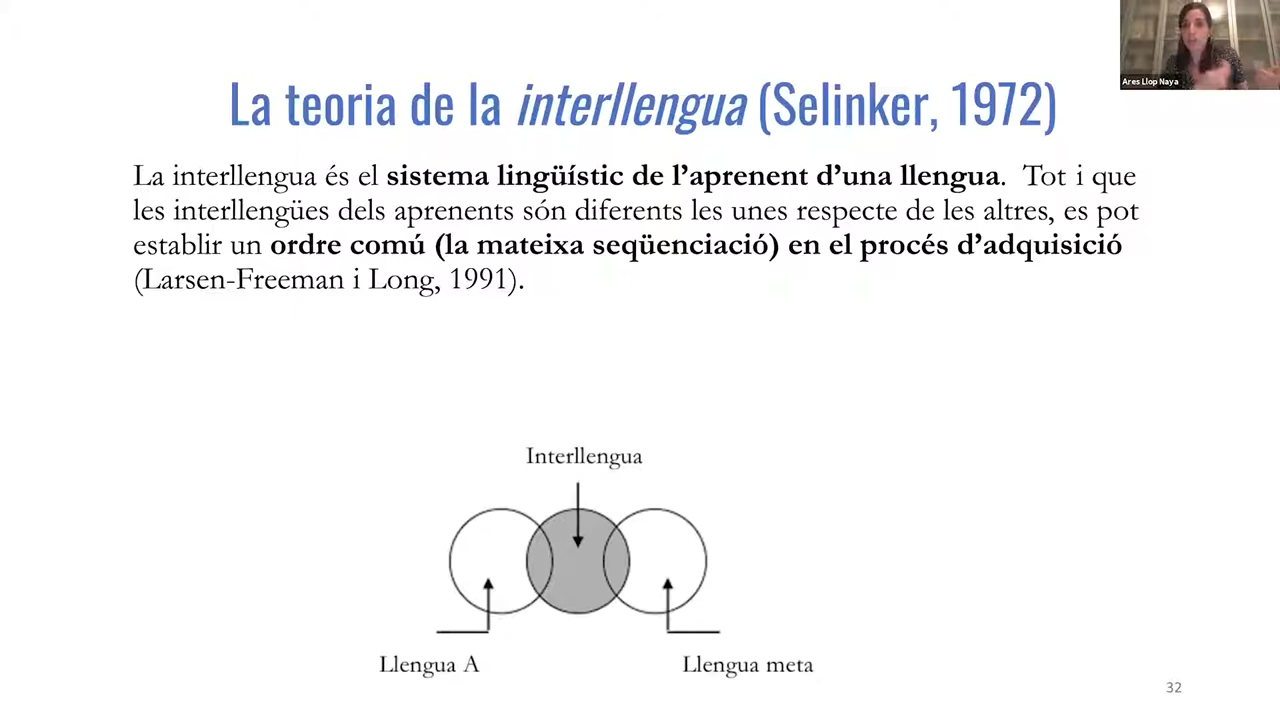 Ares Llop Naya
La teoria de la interllengua (Selinker, 1972)
La interllengua és el sistema lingüístic de l’aprenent d’una llengua.  Tot i que
les interllengües dels aprenents són diferents les unes respecte de les altres, es pot
establir un ordre comú (la mateixa seqüenciació) en el procés d’adquisició
(Larsen-Freeman i Long, 1991).
Interllengua
Llengua A
Llengua meta
32